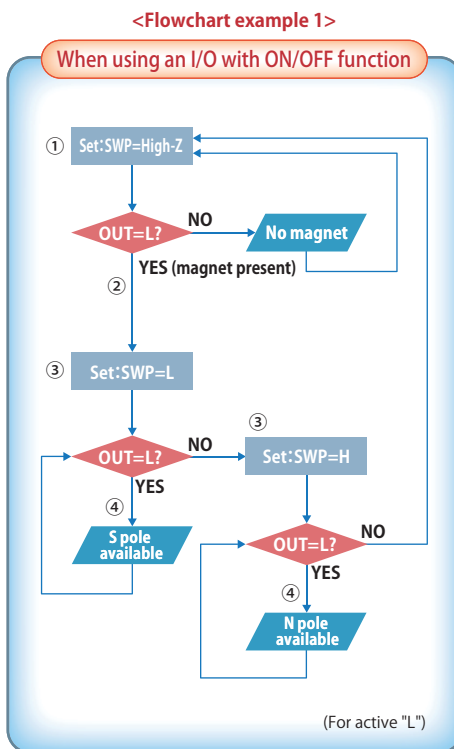 <Flowchart example 1>
When using an I/O with ON/OFF function
① Set:SWP=High-Z
OUT=L?
NO
No magnet
YES (magnet present)
②
③ Set:SWP=L
OUT=L?
NO
③
Set:SWP=H
YES
④
S pole
available
OUT=L?
NO
YES
④
N pole
available
(For active "L")